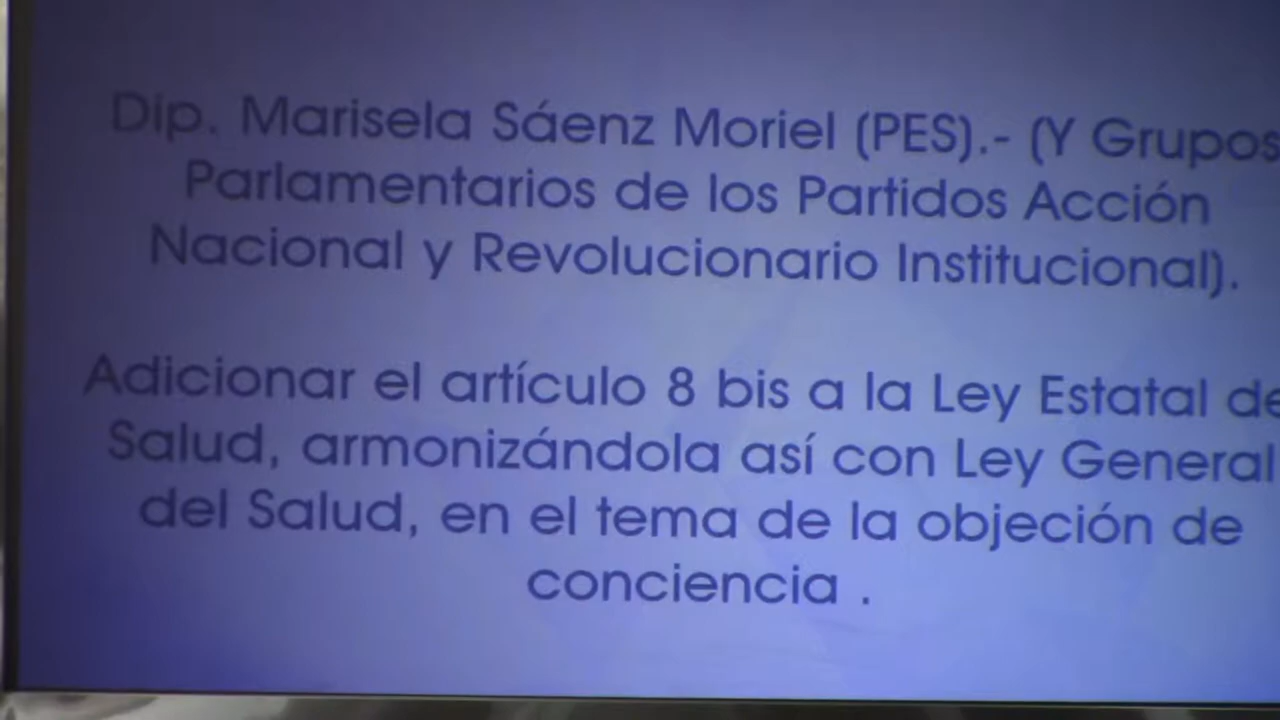 Dip. Marisela Sáenz Moriel (PES).- (Y Grupos
Parlamentarios de los Partidos Acción
Nacional y Revolucionario Institucional).
Adicionar el artículo 8 bis a la Ley Estatal de
Salud, armonizándola así con Ley General
del Salud, en el tema de la objeción de
conciencia .